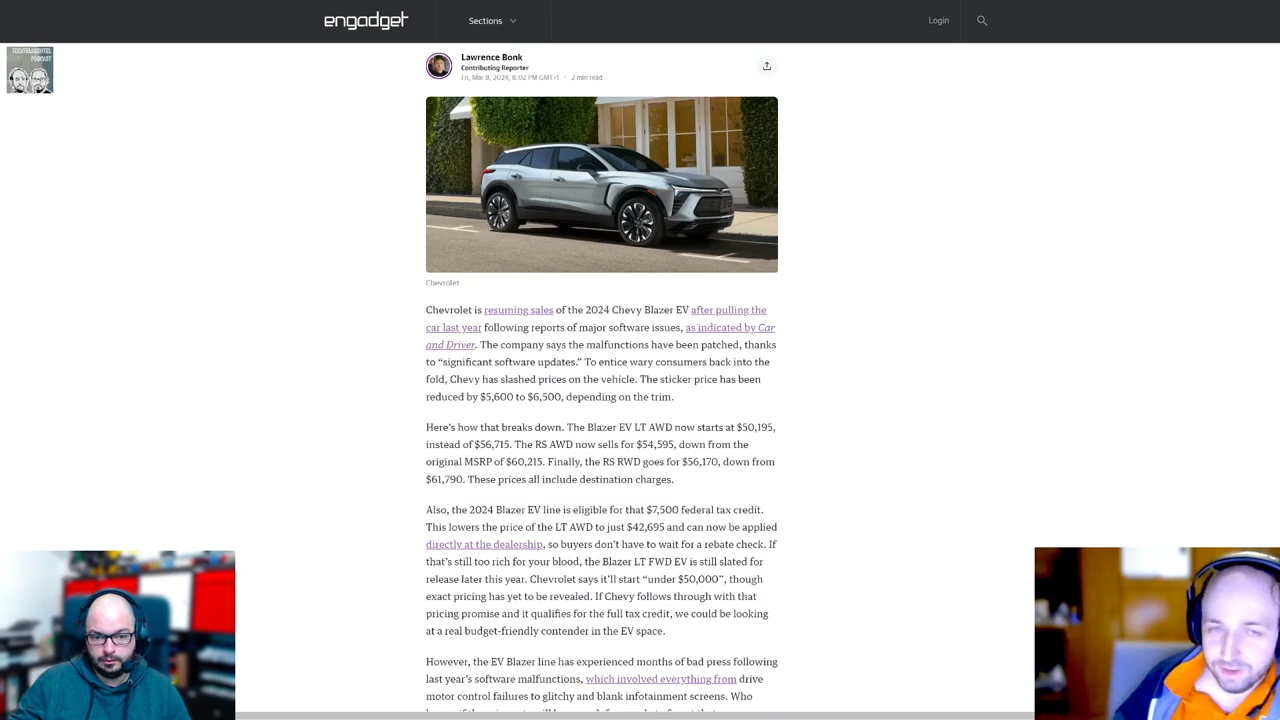 engadget
Sections
Login
TECHMEHSECHTEL
PODCAST
Lawrence Bonk
Contributing Reporter
Fri, Mar 8, 2024, 8:02 PM GMT+1 · 2 min read
Chevrolet
Chevrolet is resuming sales of the 2024 Chevy Blazer EV after pulling the
car last year following reports of major software issues, as indicated by Car
and Driver. The company says the malfunctions have been patched, thanks
to “significant software updates.” To entice wary consumers back into the
fold, Chevy has slashed prices on the vehicle. The sticker price has been
reduced by $5,600 to $6,500, depending on the trim.
Here’s how that breaks down. The Blazer EV LT AWD now starts at $50,195,
instead of $56,715. The RS AWD now sells for $54,595, down from the
original MSRP of $60,215. Finally, the RS RWD goes for $56,170, down from
$61,790. These prices all include destination charges.
Also, the 2024 Blazer EV line is eligible for that $7,500 federal tax credit.
This lowers the price of the LT AWD to just $42,695 and can now be applied
directly at the dealership, so buyers don’t have to wait for a rebate check. If
that’s still too rich for your blood, the Blazer LT FWD EV is still slated for
release later this year. Chevrolet says it’ll start “under $50,000”, though
exact pricing has yet to be revealed. If Chevy follows through with that
pricing promise and it qualifies for the full tax credit, we could be looking
at a real budget-friendly contender in the EV space.
However, the EV Blazer line has experienced months of bad press following
last year’s software malfunctions, which involved everything from drive
motor control failures to glitchy and blank infotainment screens. Who